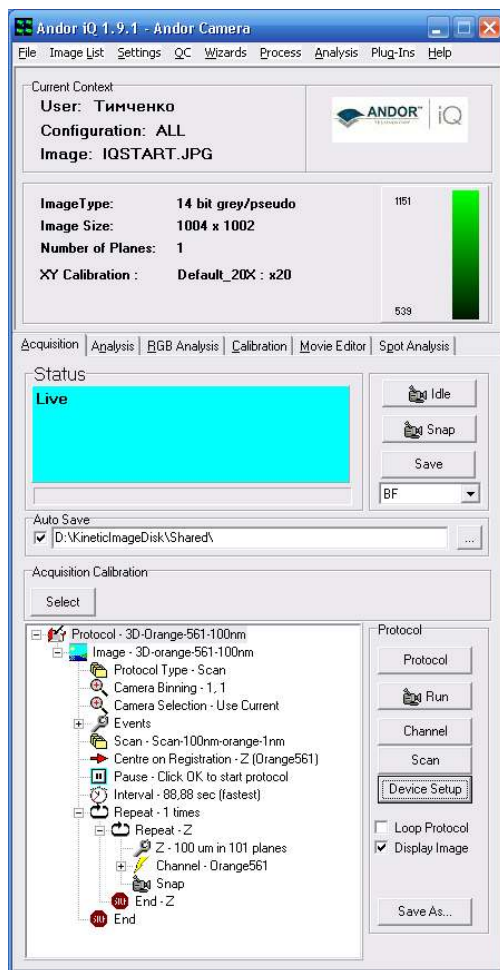 Andor iQ 1.9.1 - Andor Camera
File Image List Settings QC Wizards Process Analysis Plug-Ins Help
Current Context
User: Тимченко
Configuration: ALL
Image: IQSTART.JPG
ANDOR™ iQ
ImageType: 14 bit grey/pseudo
Image Size: 1004 x 1002
Number of Planes: 1
XY Calibration : Default_20X : x20
1151
539
Acquisition Analysis RGB Analysis Calibration Movie Editor Spot Analysis
Status
Live
Idle
Snap
Save
BF
Auto Save
D:\KineticImageDisk\Shared\
...
Acquisition Calibration
Select
Protocol - 3D-Orange-561-100nm
Image - 3D-orange-561-100nm
Protocol Type - Scan
Camera Binning - 1, 1
Camera Selection - Use Current
Events
Scan - Scan-100nm-orange-1nm
Centre on Registration - Z (Orange561)
Pause - Click OK to start protocol
Interval - 88,88 sec (fastest)
Repeat - 1 times
Repeat - Z
Z - 100 um in 101 planes
Channel - Orange561
Snap
End - Z
End
Protocol
Protocol
Run
Channel
Scan
Device Setup
Loop Protocol
Display Image
Save As...